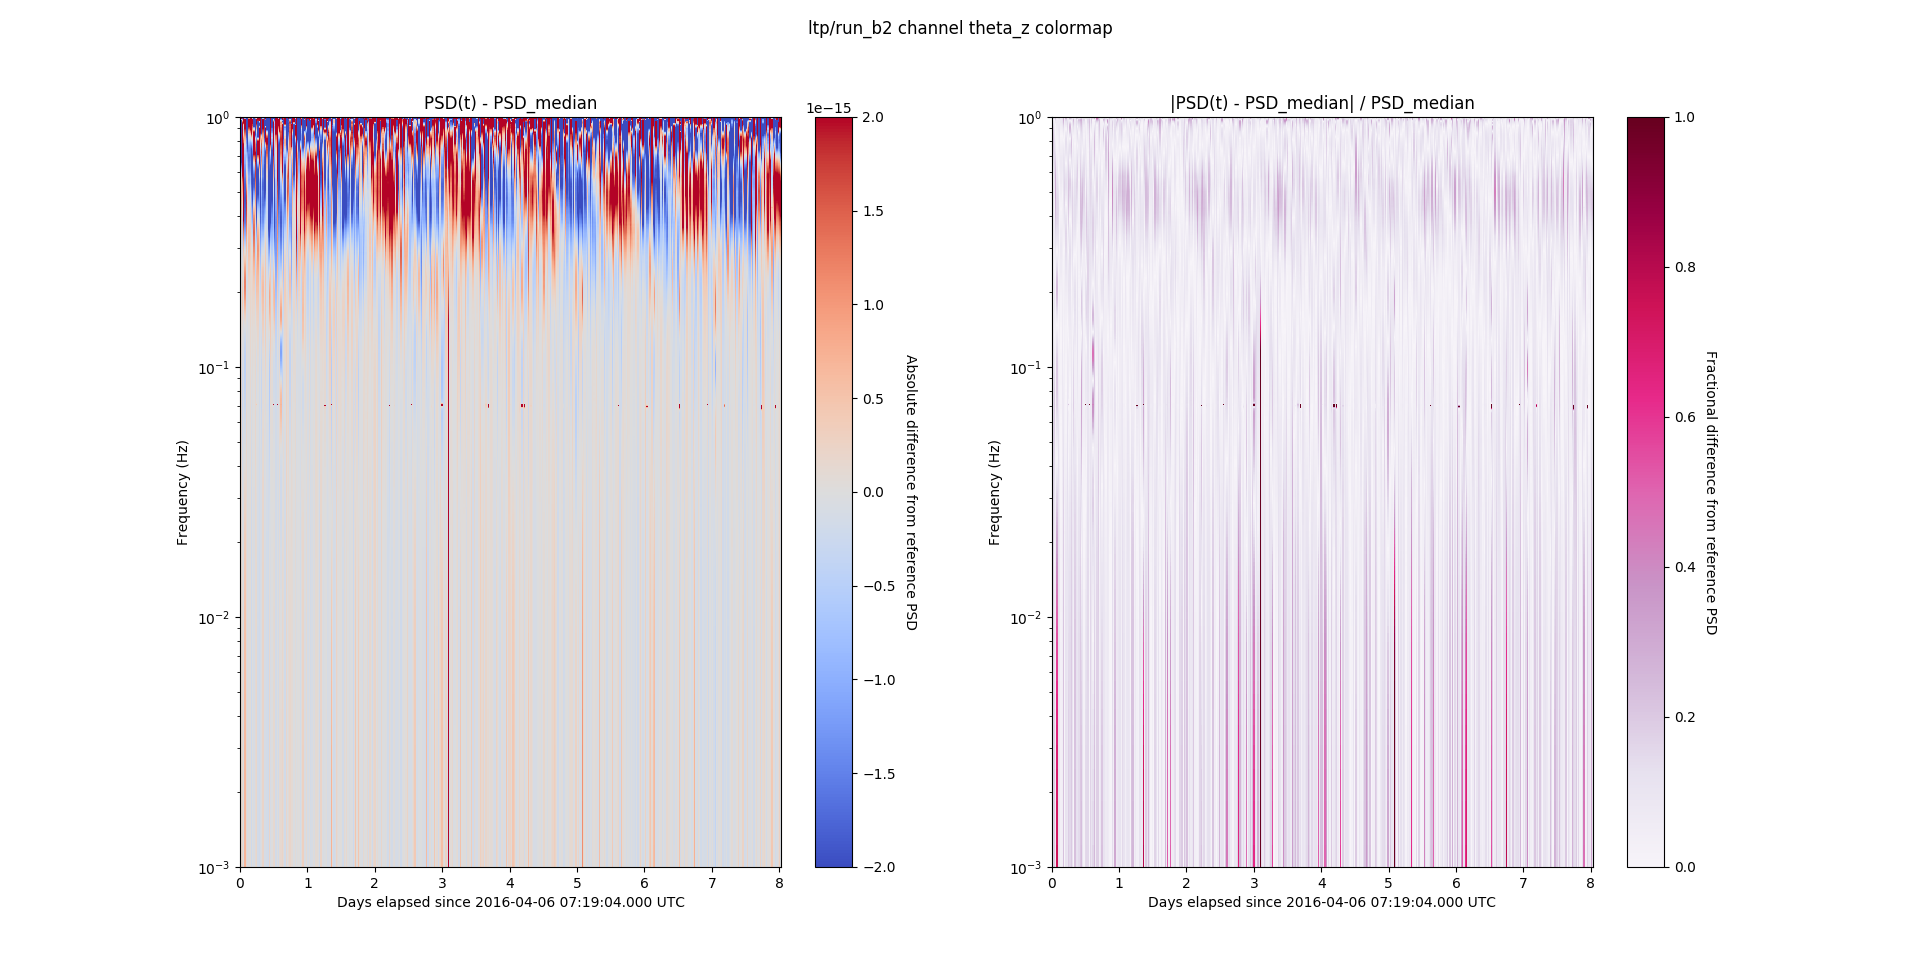 ltp/run_b2 channel theta_z colormap
PSD(t) - PSD_median
1e−15
10⁰
10⁻¹
10⁻²
10⁻³
Frequency (Hz)
0 1 2 3 4 5 6 7 8
Days elapsed since 2016-04-06 07:19:04.000 UTC
2.0
1.5
1.0
0.5
0.0
−0.5
−1.0
−1.5
−2.0
Absolute difference from reference PSD
|PSD(t) - PSD_median| / PSD_median
10⁰
10⁻¹
10⁻²
10⁻³
Frequency (Hz)
0 1 2 3 4 5 6 7 8
Days elapsed since 2016-04-06 07:19:04.000 UTC
1.0
0.8
0.6
0.4
0.2
0.0
Fractional difference from reference PSD